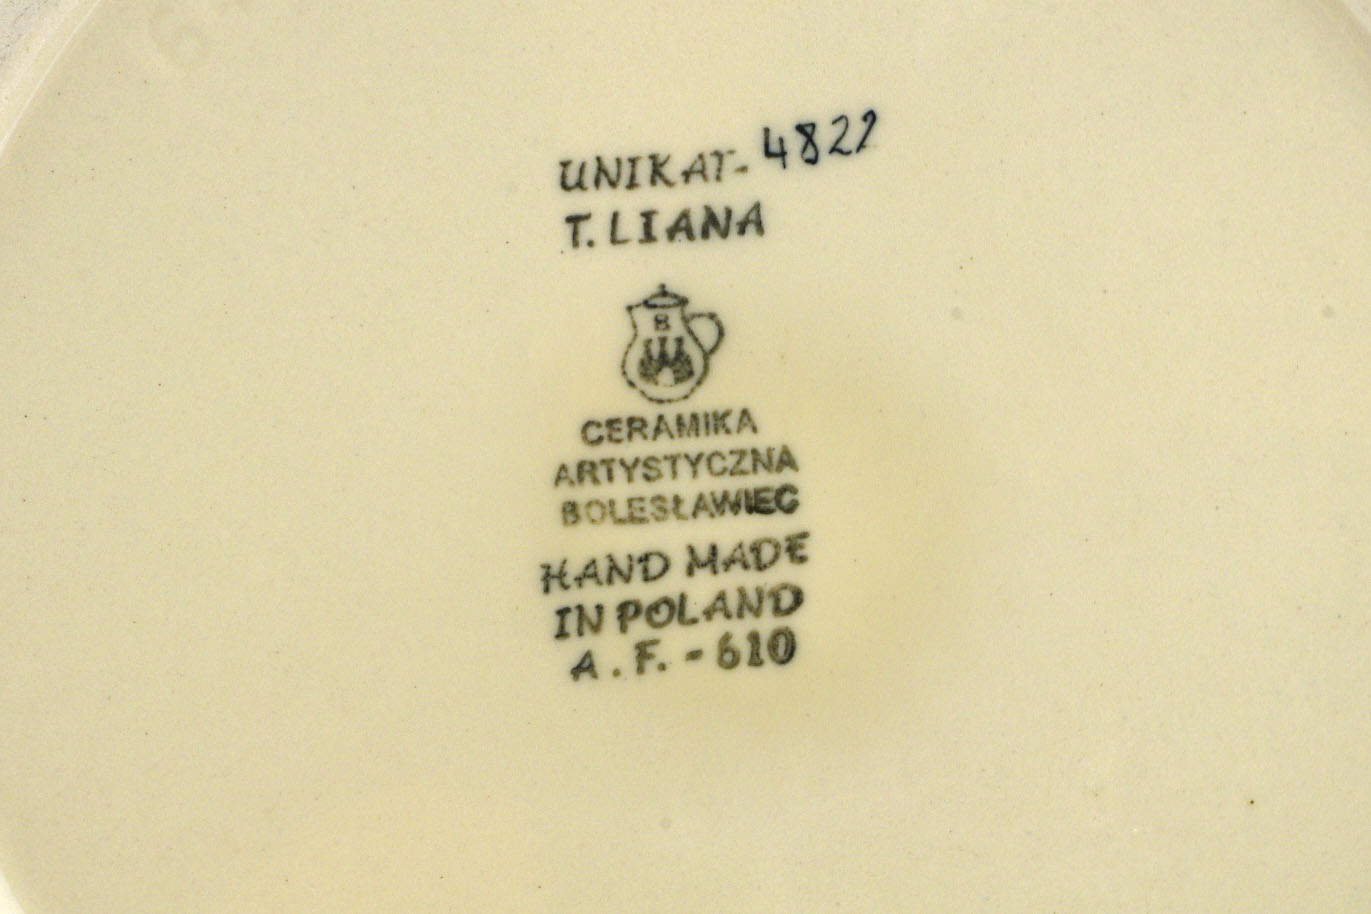 UNIKAT- 4822
T. LIANA
B
CERAMIKA
ARTYSTYCZNA
BOLESŁAWIEC
HAND MADE
IN POLAND
A. F. - 610